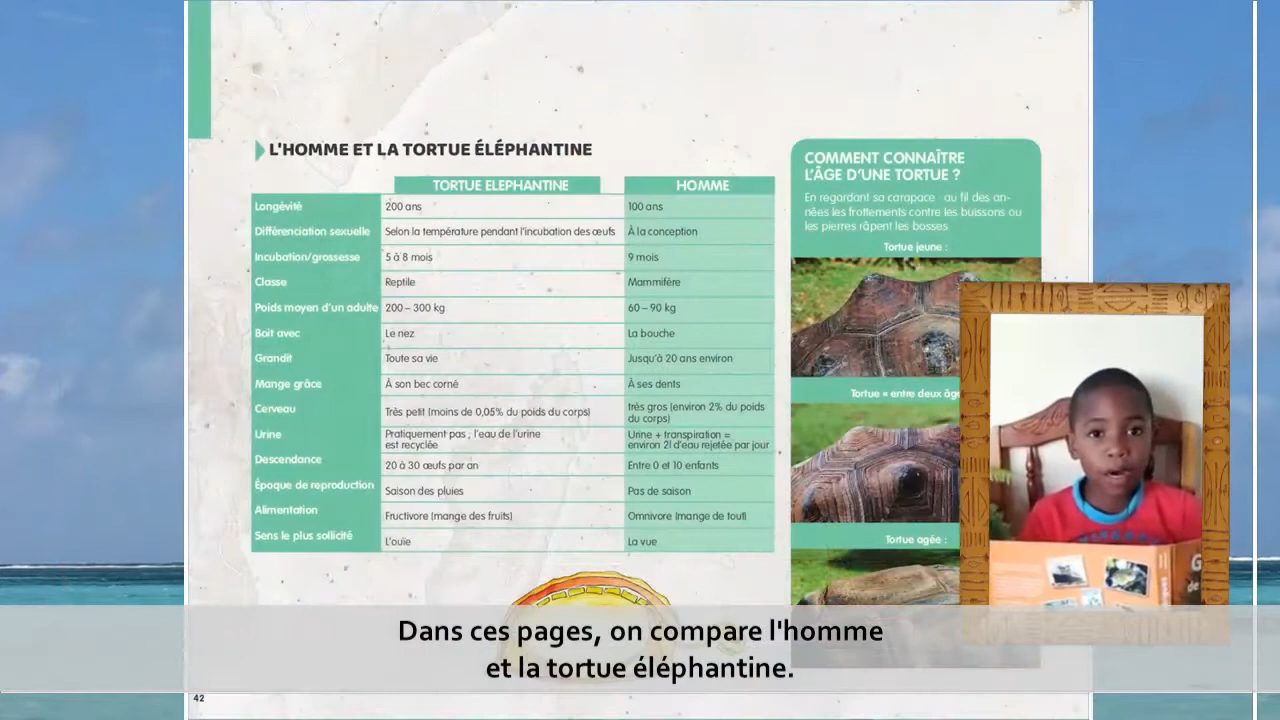 L'HOMME ET LA TORTUE ÉLÉPHANTINE
TORTUE ELEPHANTINE HOMME
Longévité 200 ans 100 ans
Différenciation sexuelle Selon la température pendant l'incubation des œufs À la conception
Incubation/grossesse 5 à 8 mois 9 mois
Classe Reptile Mammifère
Poids moyen d'un adulte 200 – 300 kg 60 – 90 kg
Boit avec Le nez La bouche
Grandit Toute sa vie Jusqu'à 20 ans environ
Mange grâce À son bec corné À ses dents
Cerveau Très petit (moins de 0,05% du poids du corps) très gros (environ 2% du poids
du corps)
Urine Pratiquement pas ; l'eau de l'urine Urine + transpiration =
est recyclée environ 2l d'eau rejetée par jour
Descendance 20 à 30 œufs par an Entre 0 et 10 enfants
Époque de reproduction Saison des pluies Pas de saison
Alimentation Fructivore (mange des fruits) Omnivore (mange de tout)
Sens le plus sollicité L'ouïe La vue
COMMENT CONNAÎTRE
L'ÂGE D'UNE TORTUE ?
En regardant sa carapace au fil des an-
nées les frottements contre les buissons ou
les pierres râpent les bosses
Tortue jeune :
Tortue « entre deux âg
Tortue agée :
G
de
Dans ces pages, on compare l'homme
et la tortue éléphantine.
42